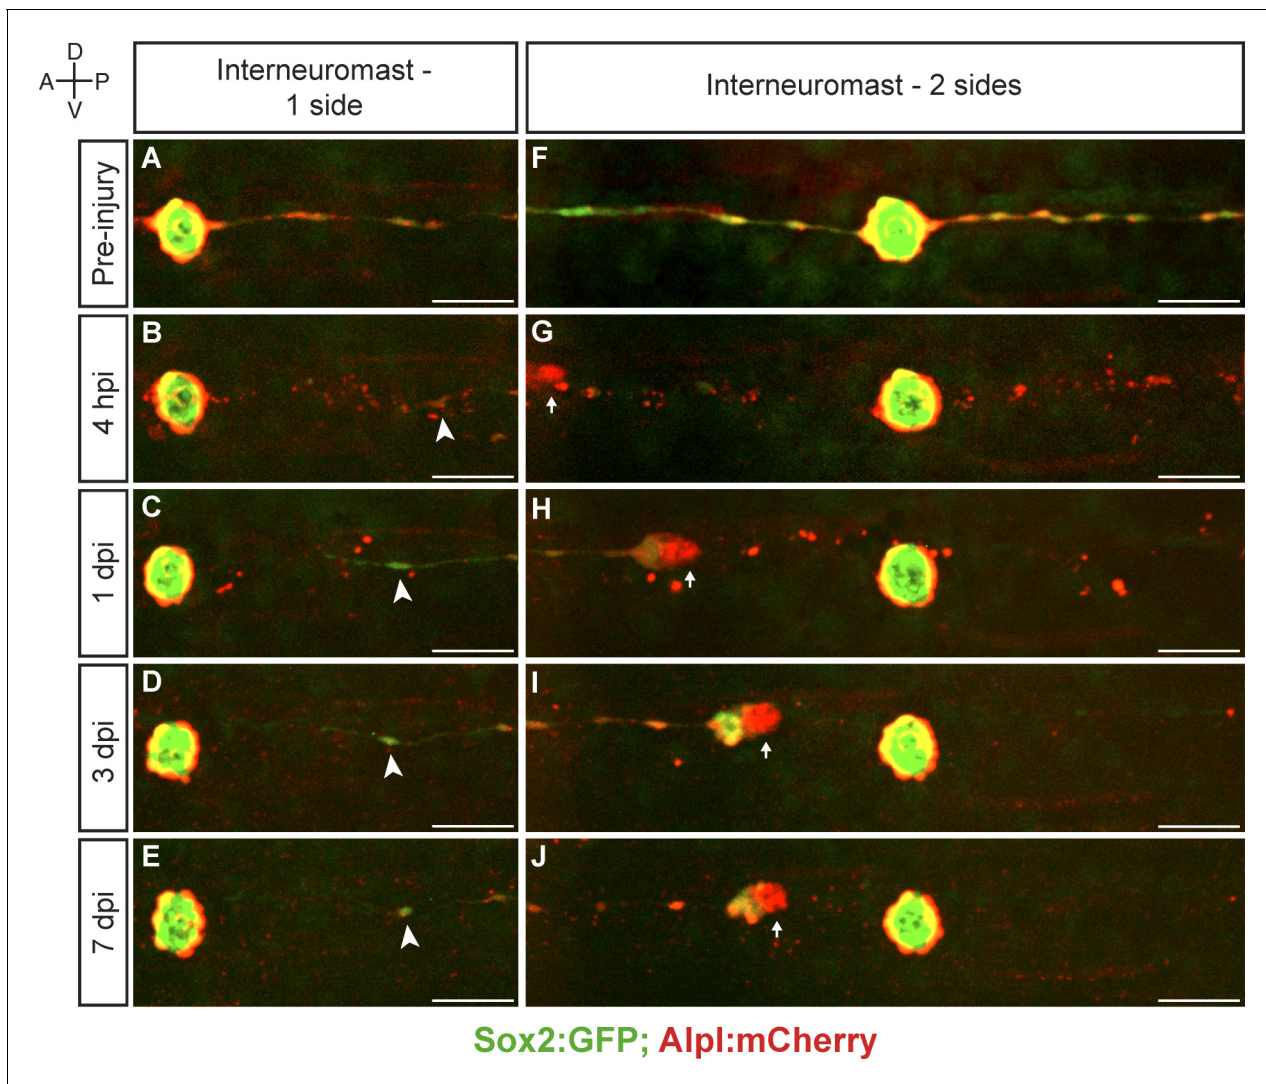 D
A P
V
Interneuromast -
1 side
Interneuromast - 2 sides
Pre-injury
A
F
4 hpi
B
G
1 dpi
C
H
3 dpi
D
I
7 dpi
E
J
Sox2:GFP; Alpl:mCherry